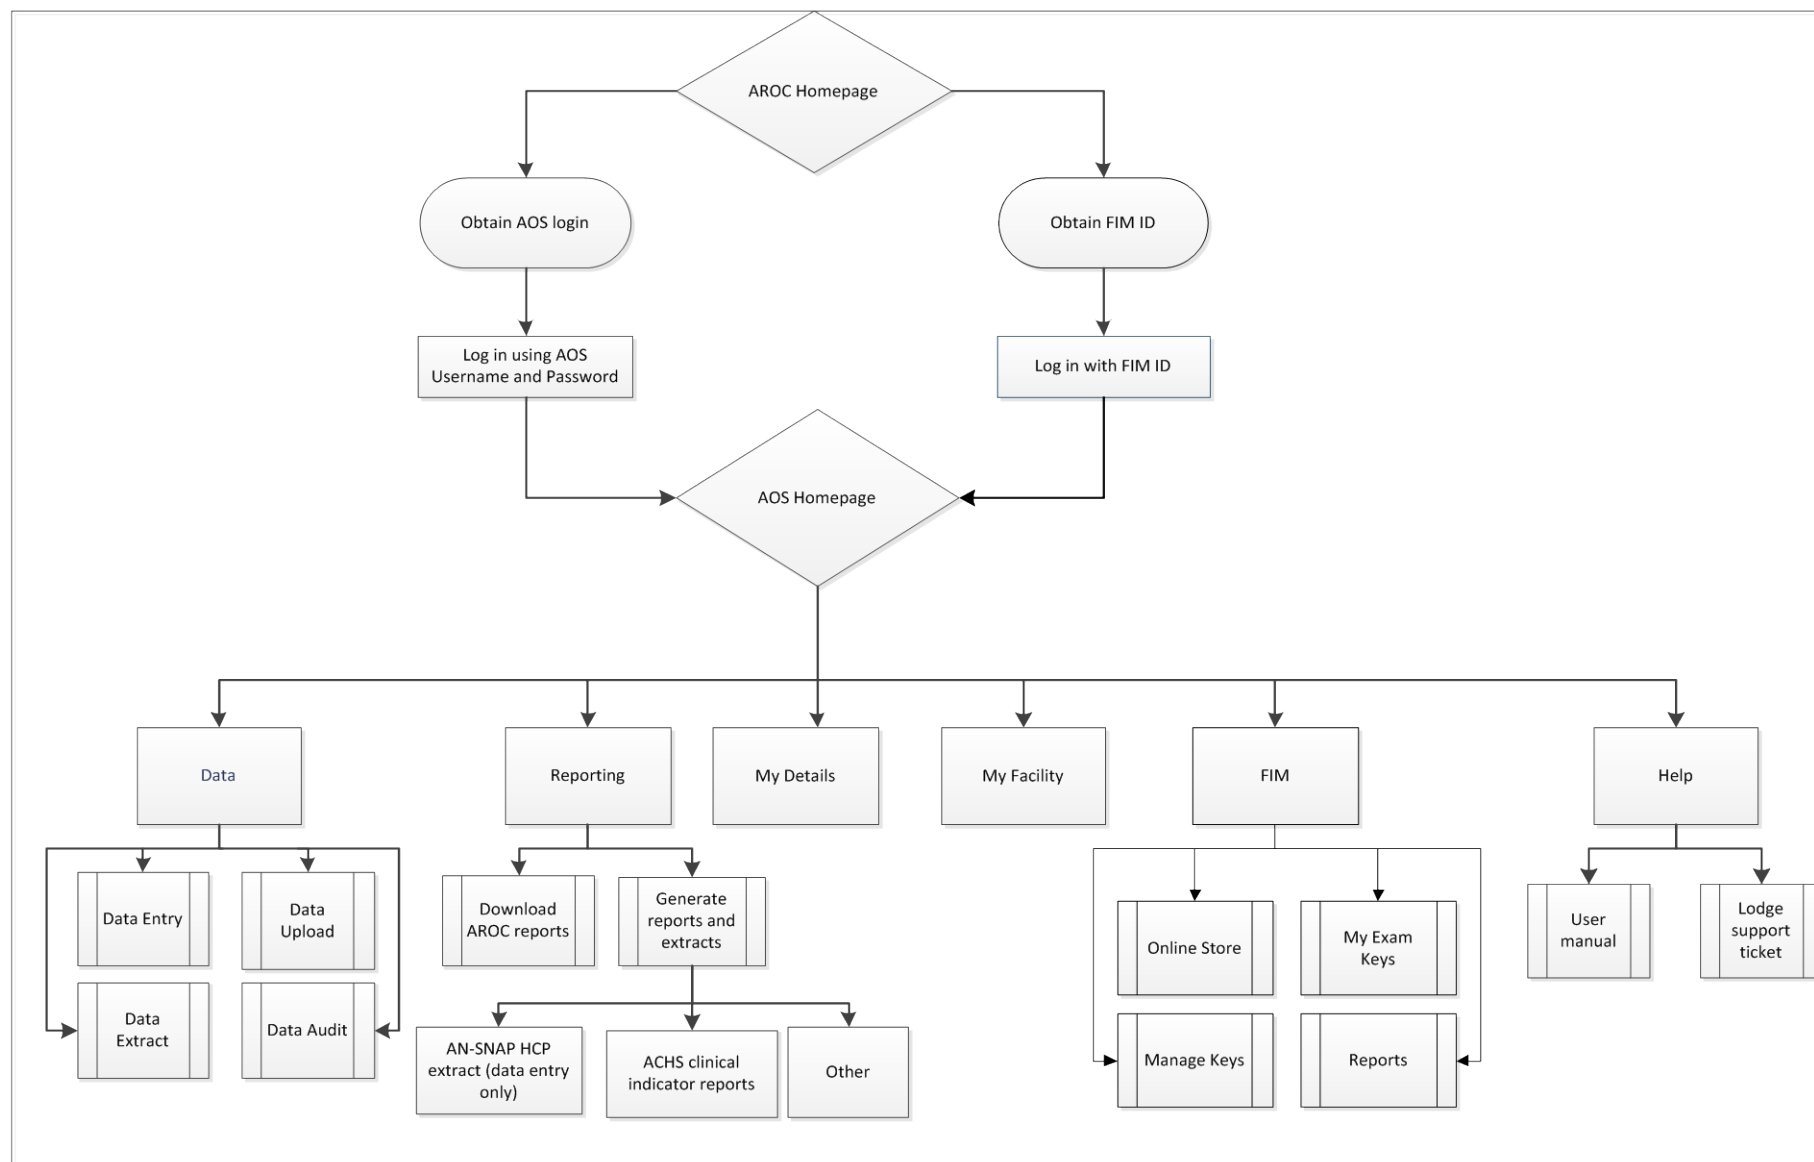 AROC Homepage
Obtain AOS login
Obtain FIM ID
Log in using AOS
Username and Password
Log in with FIM ID
AOS Homepage
Data
Reporting
My Details
My Facility
FIM
Help
Data Entry
Data
Upload
Data
Extract
Data Audit
Download
AROC reports
Generate
reports and
extracts
AN-SNAP HCP
extract (data entry
only)
ACHS clinical
indicator reports
Other
Online Store
My Exam
Keys
Manage Keys
Reports
User
manual
Lodge
support
ticket